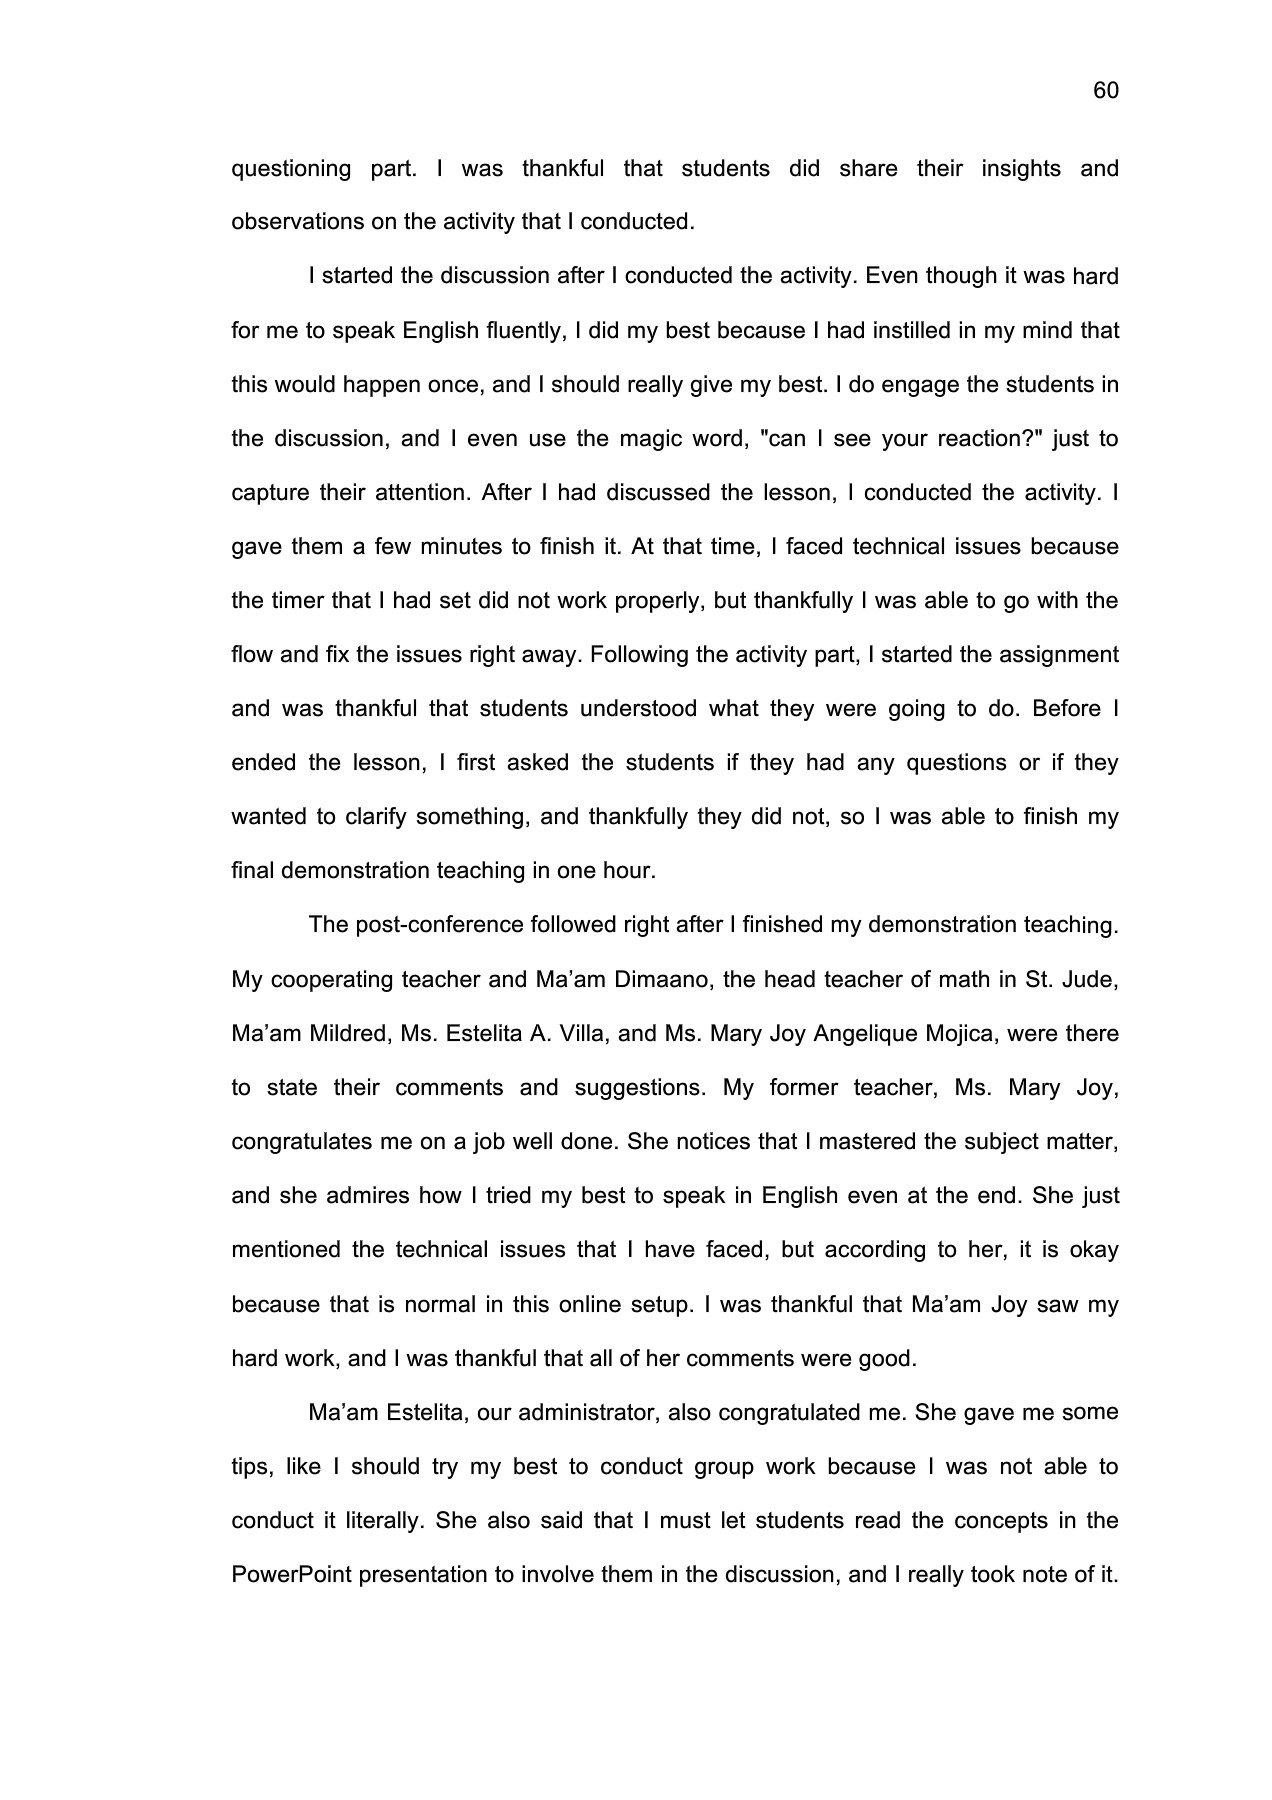 60
questioning part. I was thankful that students did share their insights and
observations on the activity that I conducted.
I started the discussion after I conducted the activity. Even though it was hard
for me to speak English fluently, I did my best because I had instilled in my mind that
this would happen once, and I should really give my best. I do engage the students in
the discussion, and I even use the magic word, "can I see your reaction?" just to
capture their attention. After I had discussed the lesson, I conducted the activity. I
gave them a few minutes to finish it. At that time, I faced technical issues because
the timer that I had set did not work properly, but thankfully I was able to go with the
flow and fix the issues right away. Following the activity part, I started the assignment
and was thankful that students understood what they were going to do. Before I
ended the lesson, I first asked the students if they had any questions or if they
wanted to clarify something, and thankfully they did not, so I was able to finish my
final demonstration teaching in one hour.
The post-conference followed right after I finished my demonstration teaching.
My cooperating teacher and Ma’am Dimaano, the head teacher of math in St. Jude,
Ma’am Mildred, Ms. Estelita A. Villa, and Ms. Mary Joy Angelique Mojica, were there
to state their comments and suggestions. My former teacher, Ms. Mary Joy,
congratulates me on a job well done. She notices that I mastered the subject matter,
and she admires how I tried my best to speak in English even at the end. She just
mentioned the technical issues that I have faced, but according to her, it is okay
because that is normal in this online setup. I was thankful that Ma’am Joy saw my
hard work, and I was thankful that all of her comments were good.
Ma’am Estelita, our administrator, also congratulated me. She gave me some
tips, like I should try my best to conduct group work because I was not able to
conduct it literally. She also said that I must let students read the concepts in the
PowerPoint presentation to involve them in the discussion, and I really took note of it.